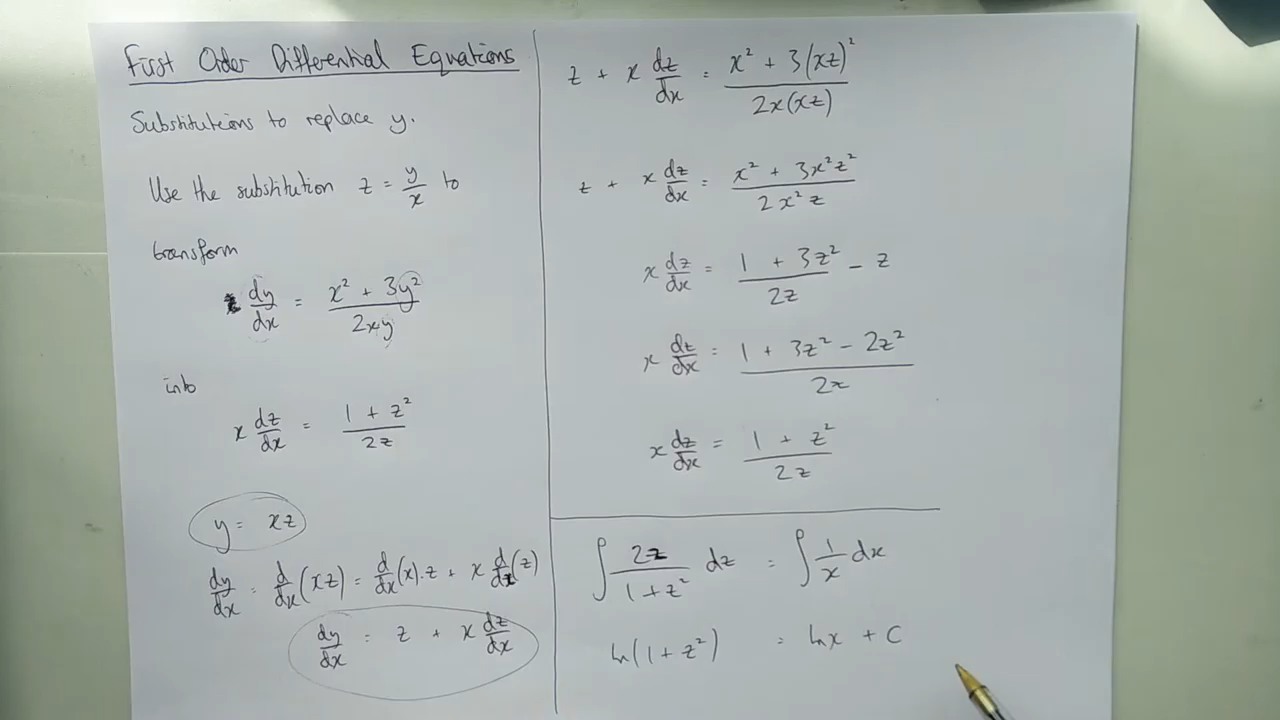 First Order Differential Equations
Substitutions to replace y.
Use the substitution z = y/x to
transform
dy/dx = (x² + 3y²)/(2xy)
into
x dz/dx = (1 + z²)/(2z)
y = xz
dy/dx = d/dx (xz) = d/dx (x).z + x d/dx (z)
dy/dx = z + x dz/dx
z + x dz/dx = (x² + 3(xz)²)/(2x(xz))
z + x dz/dx = (x² + 3x²z²)/(2x²z)
x dz/dx = (1 + 3z²)/(2z) - z
x dz/dx = (1 + 3z² - 2z²)/(2x)
x dz/dx = (1 + z²)/(2z)
∫ 2z/(1+z²) dz = ∫ 1/x dx
ln(1+z²) = lnx + C